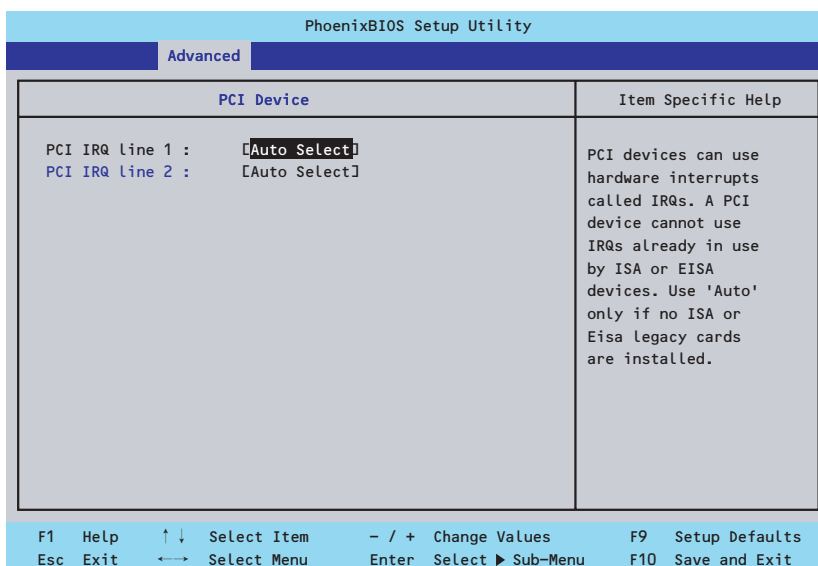 PhoenixBIOS Setup Utility
Advanced
PCI Device
Item Specific Help
PCI IRQ line 1 : [Auto Select]
PCI IRQ line 2 : [Auto Select]
PCI devices can use
hardware interrupts
called IRQs. A PCI
device cannot use
IRQs already in use
by ISA or EISA
devices. Use 'Auto'
only if no ISA or
Eisa legacy cards
are installed.
F1 Help ↑↓ Select Item - / + Change Values F9 Setup Defaults
Esc Exit ←→ Select Menu Enter Select ▶ Sub-Menu F10 Save and Exit